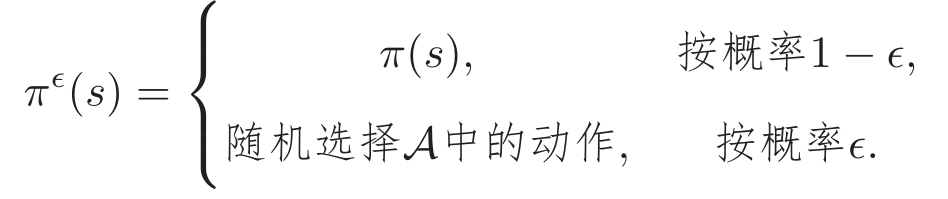 π^ϵ(s) = { π(s), 按概率1 − ϵ,
随机选择𝒜中的动作, 按概率ϵ.